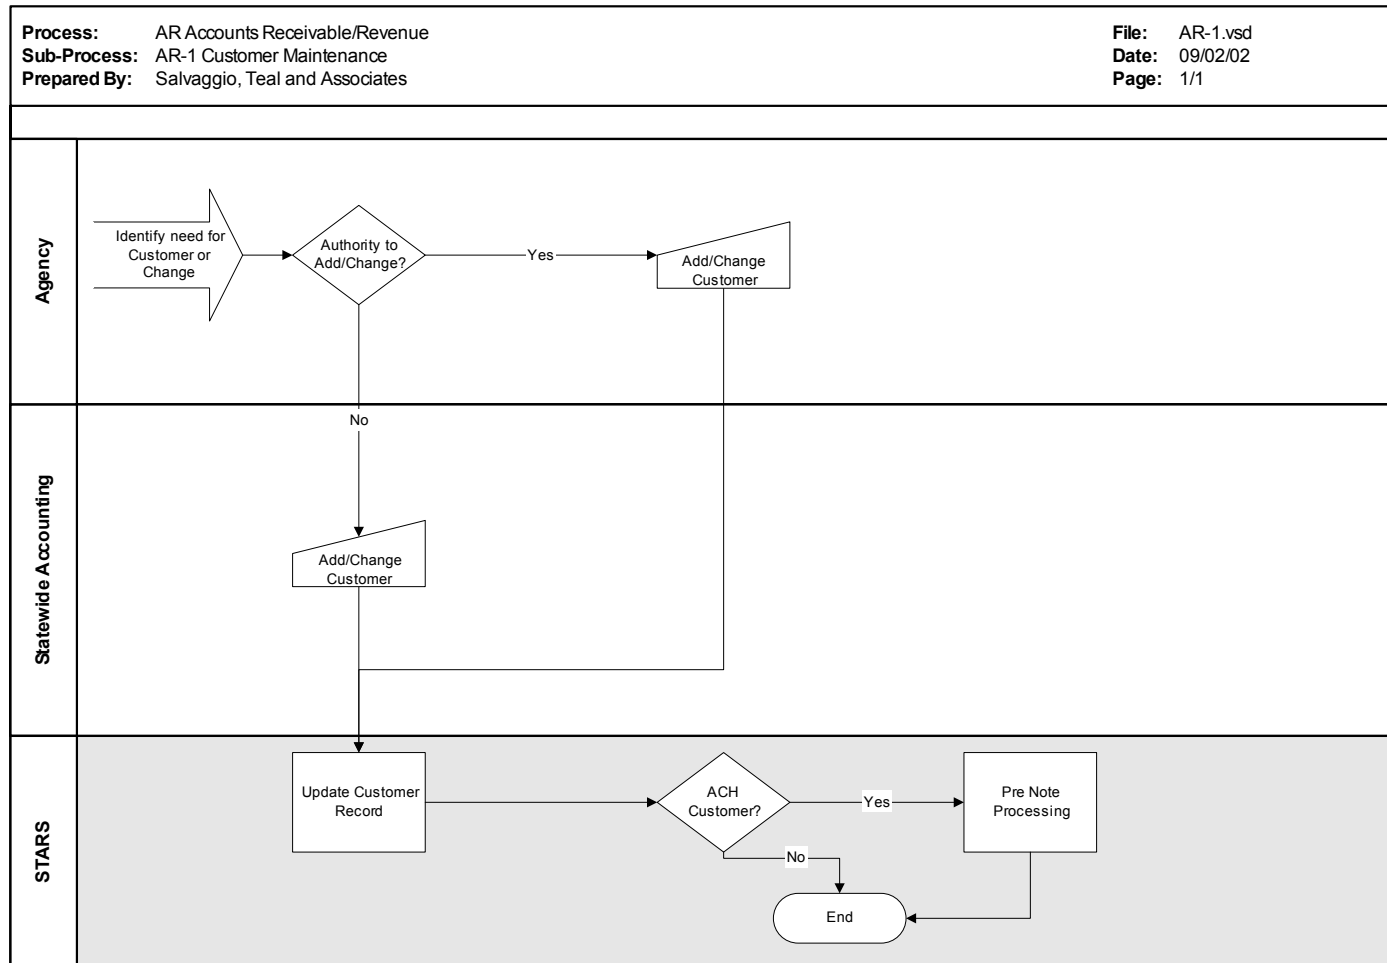 Process: AR Accounts Receivable/Revenue
Sub-Process: AR-1 Customer Maintenance
Prepared By: Salvaggio, Teal and Associates
File: AR-1.vsd
Date: 09/02/02
Page: 1/1
Agency
Identify need for
Customer or
Change
Authority to
Add/Change?
Yes
Add/Change
Customer
No
Statewide Accounting
Add/Change
Customer
STARS
Update Customer
Record
ACH
Customer?
Yes
Pre Note
Processing
No
End